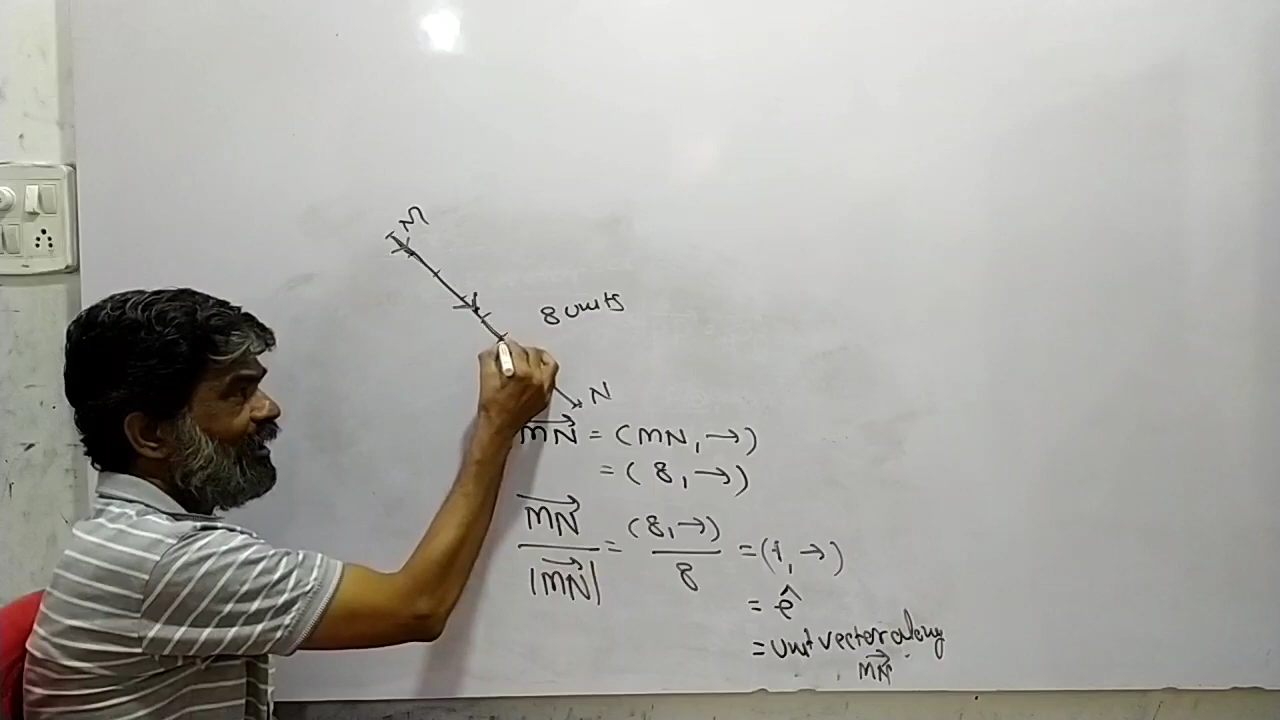 M
8 units
N
MN = (MN, →)
= (8, →)
MN / |MN| = (8, →) / 8 = (1, →)
= ê
= unit vector along
MN